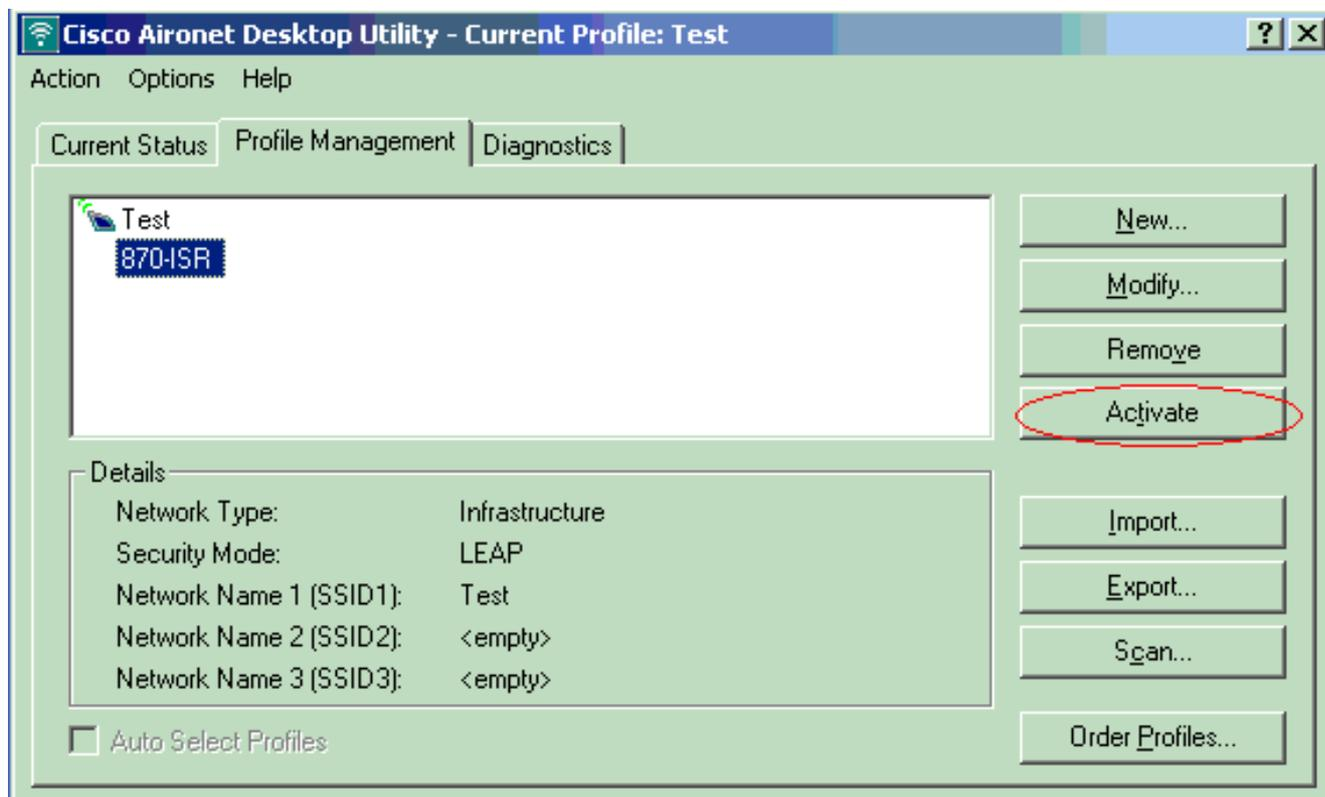 Cisco Aironet Desktop Utility - Current Profile: Test
Action Options Help
Current Status Profile Management Diagnostics
Test
870-ISR
New...
Modify...
Remove
Activate
Details
Network Type: Infrastructure
Security Mode: LEAP
Network Name 1 (SSID1): Test
Network Name 2 (SSID2): <empty>
Network Name 3 (SSID3): <empty>
Import...
Export...
Scan...
Auto Select Profiles
Order Profiles...